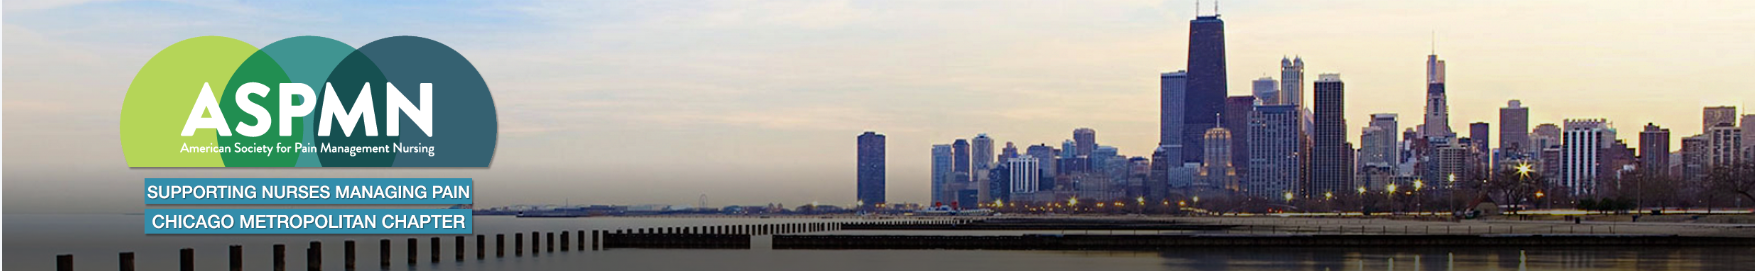 ASPMN
American Society for Pain Management Nursing
SUPPORTING NURSES MANAGING PAIN
CHICAGO METROPOLITAN CHAPTER